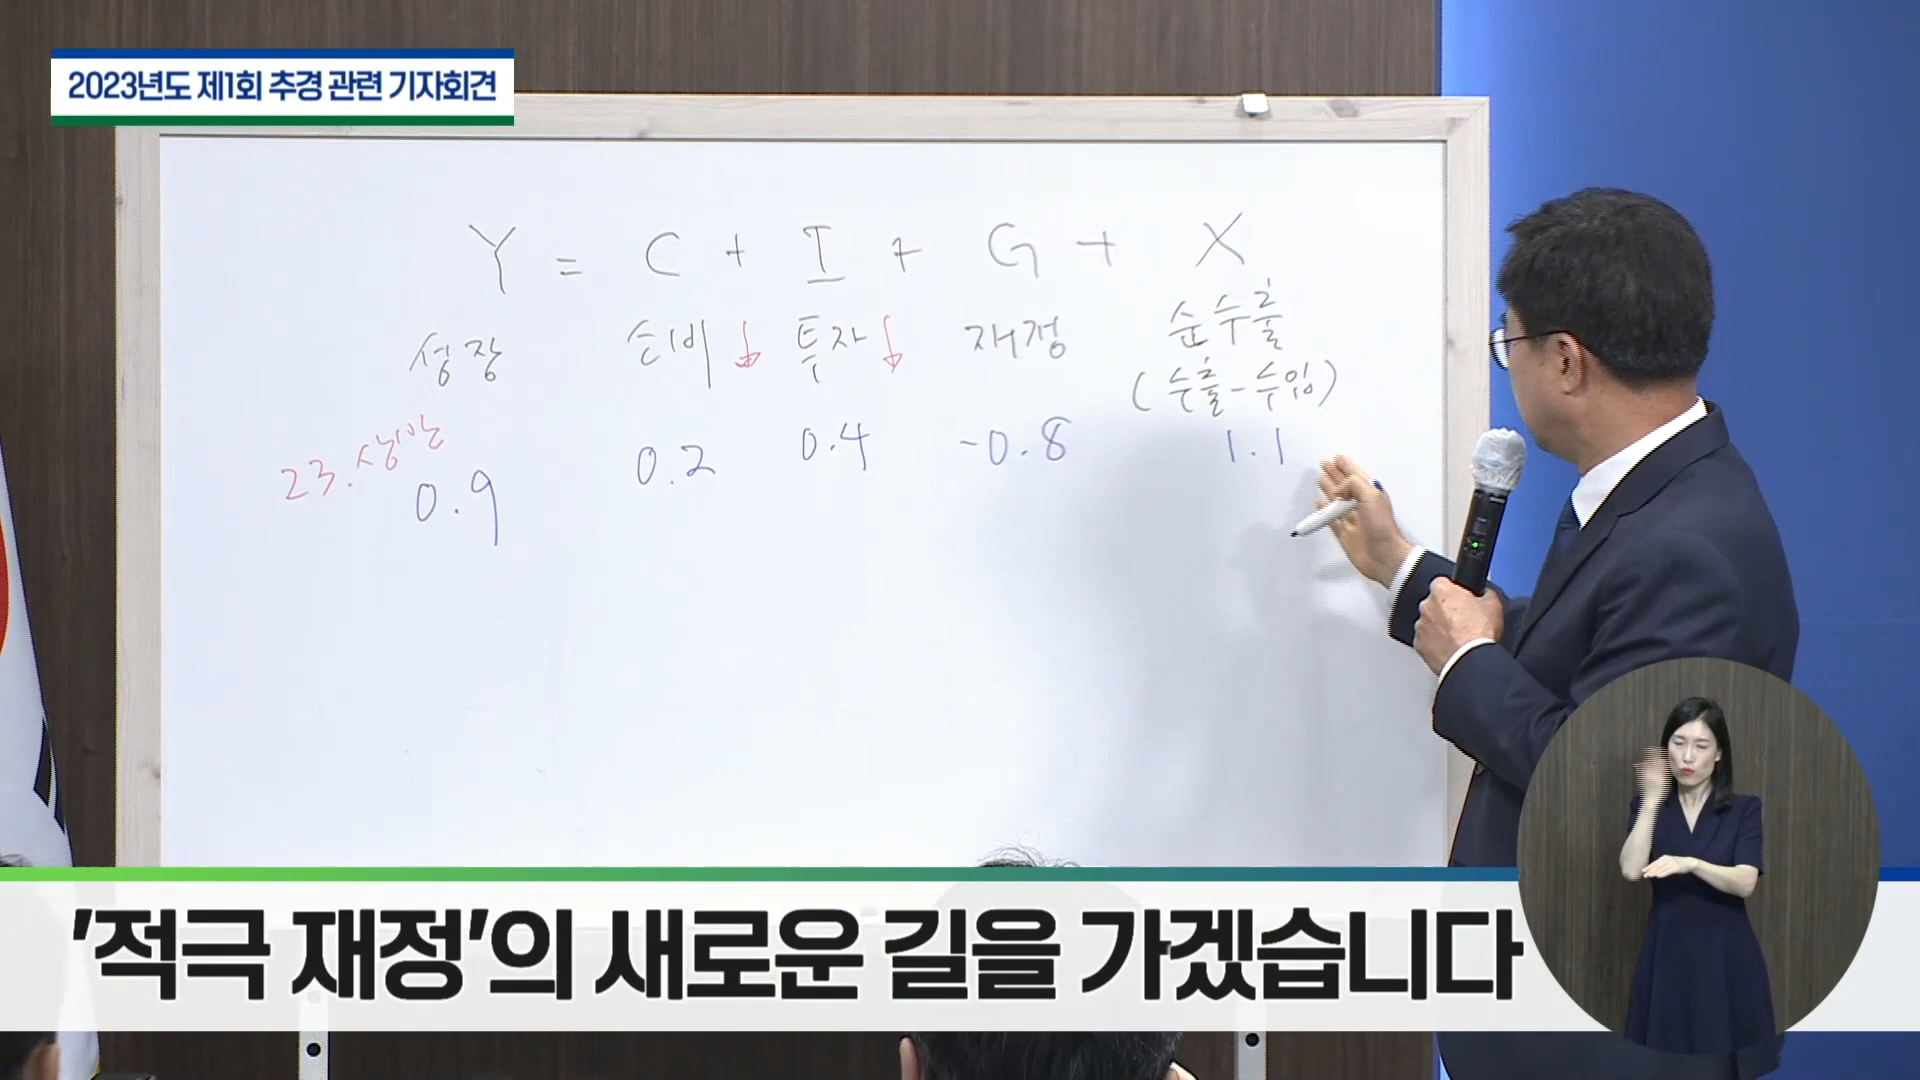 2023년도 제1회 추경 관련 기자회견
Y = C + I + G + X
성장 소비 ↓ 투자 ↓ 재정 순수출
(수출-수입)
23.상반
0.9 0.2 0.4 -0.8 1.1
'적극 재정'의 새로운 길을 가겠습니다